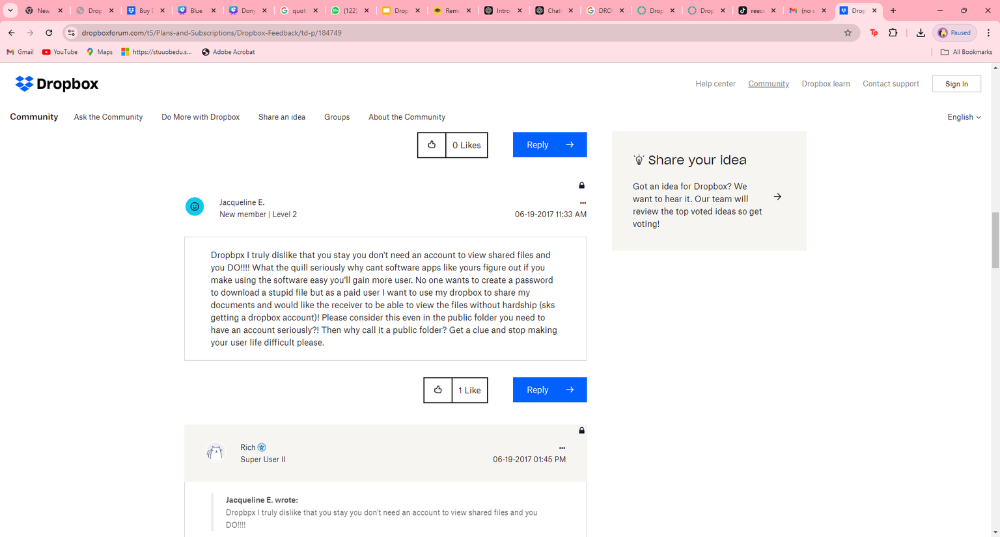 New
Drop
Buy
Blue
Dony
quot
(122)
Drop
Rem
Intro
Chat
DRO
Drop
Drop
reece
(no s
Drop
dropboxforum.com/t5/Plans-and-Subscriptions/Dropbox-Feedback/td-p/184749
Paused
Gmail
YouTube
Maps
https://stuuobedu.s...
Adobe Acrobat
All Bookmarks
Dropbox
Help center
Community
Dropbox learn
Contact support
Sign In
Community
Ask the Community
Do More with Dropbox
Share an idea
Groups
About the Community
English
0 Likes
Reply
Share your idea
Got an idea for Dropbox? We
want to hear it. Our team will
review the top voted ideas so get
voting!
Jacqueline E.
New member | Level 2
06-19-2017 11:33 AM
Dropbpx I truly dislike that you stay you don't need an account to view shared files and
you DO!!!! What the quill seriously why cant software apps like yours figure out if you
make using the software easy you'll gain more user. No one wants to create a password
to download a stupid file but as a paid user I want to use my dropbox to share my
documents and would like the receiver to be able to view the files without hardship (sks
getting a dropbox account)! Please consider this even in the public folder you need to
have an account seriously?! Then why call it a public folder? Get a clue and stop making
your user life difficult please.
1 Like
Reply
Rich
Super User II
06-19-2017 01:45 PM
Jacqueline E. wrote:
Dropbpx I truly dislike that you stay you don't need an account to view shared files and you
DO!!!!